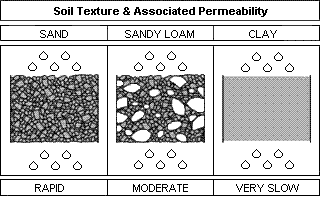 Soil Texture & Associated Permeability
SAND SANDY LOAM CLAY
RAPID MODERATE VERY SLOW